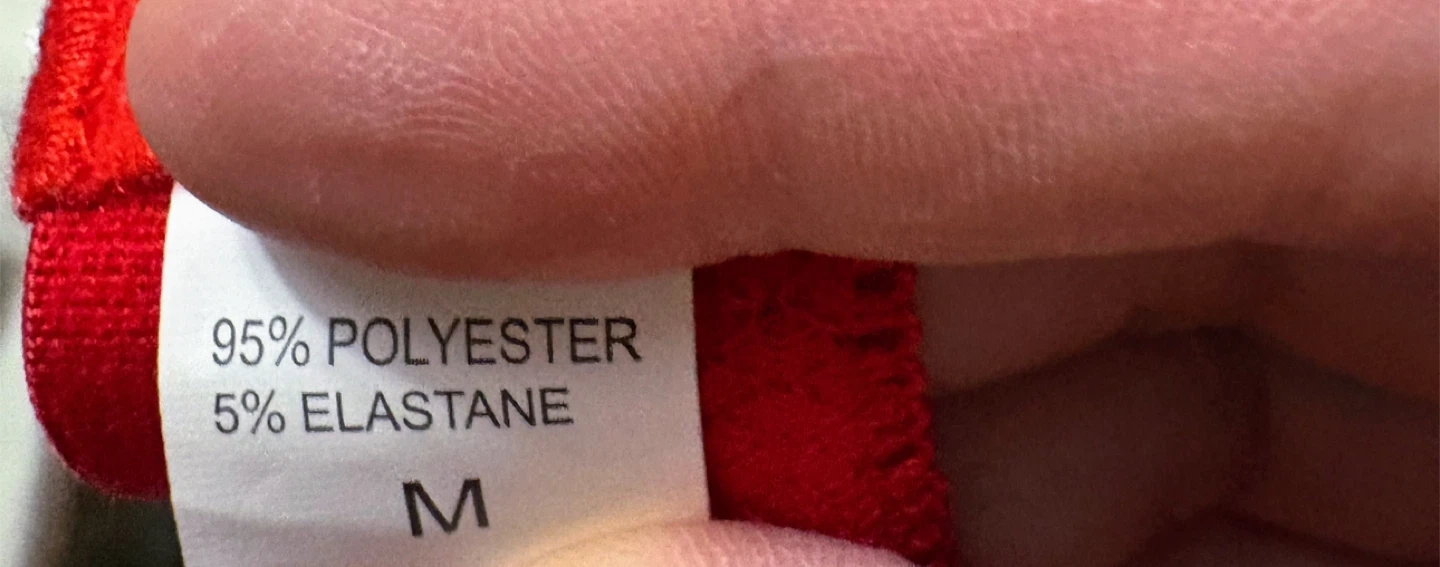 95% POLYESTER
5% ELASTANE
M